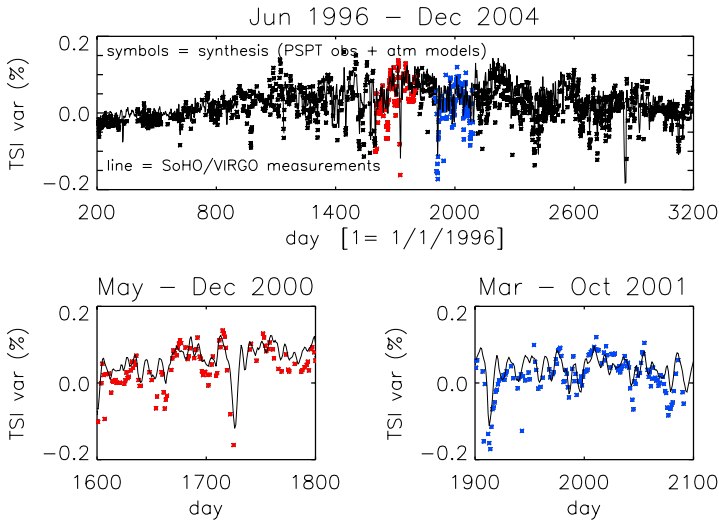 Jun 1996 – Dec 2004
0.2
symbols = synthesis (PSPT obs + atm models)
TSI var (%)
0.0
line = SoHO/VIRGO measurements
-0.2
200 800 1400 2000 2600 3200
day [1= 1/1/1996]
May – Dec 2000
0.2
TSI var (%)
0.0
-0.2
1600 1700 1800
day
Mar – Oct 2001
0.2
TSI var (%)
0.0
-0.2
1900 2000 2100
day